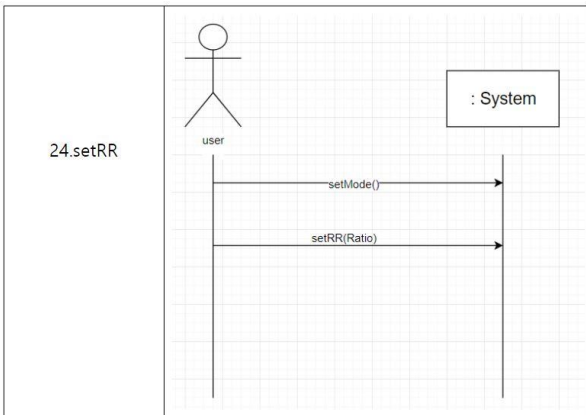 24.setRR
user
: System
setMode()
setRR(Ratio)